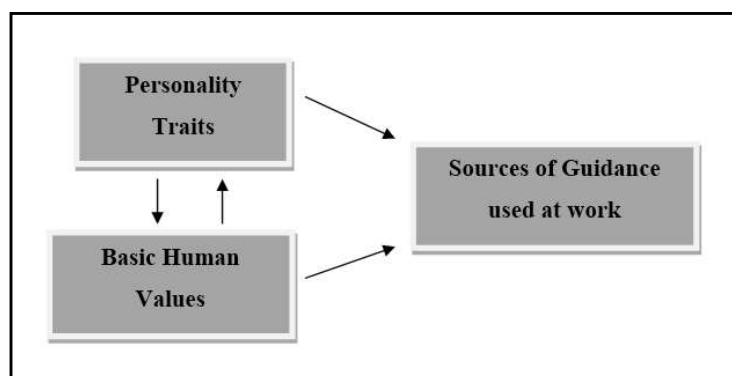 Personality
Traits
Sources of Guidance
used at work
Basic Human
Values